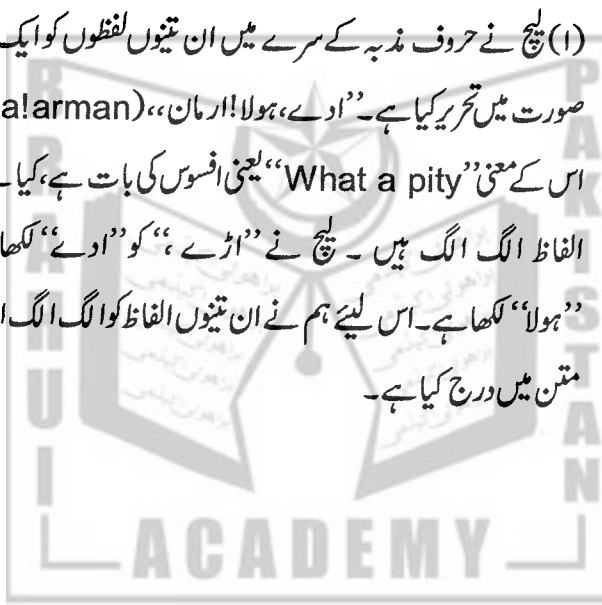 (۱) لیچ نے حروف مذبہ کے سرے میں ان تینوں لفظوں کو ایک
صورت میں تحریر کیا ہے۔ ''ادے، ہولا! ارمان،، (a!arman
اس کے معنی ''What a pity'' یعنی افسوس کی بات ہے، کیا۔
الفاظ الگ الگ ہیں ۔ لیچ نے ''اڑے ،'' کو ''ادے'' لکھا
''ہولا'' لکھا ہے۔ اس لیئے ہم نے ان تینوں الفاظ کو الگ الگ ا
متن میں درج کیا ہے۔
BRAHUI
ACADEMY
PAKISTAN